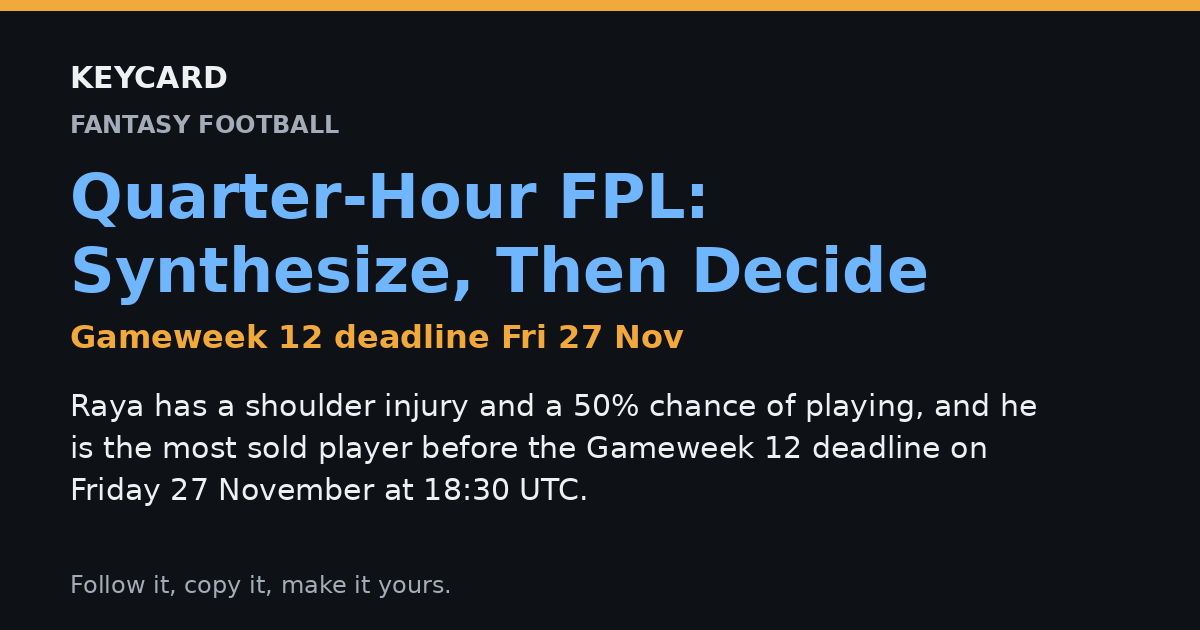 KEYCARD
FANTASY FOOTBALL
Quarter-Hour FPL:
Synthesize, Then Decide
Gameweek 12 deadline Fri 27 Nov
Raya has a shoulder injury and a 50% chance of playing, and he
is the most sold player before the Gameweek 12 deadline on
Friday 27 November at 18:30 UTC.
Follow it, copy it, make it yours.